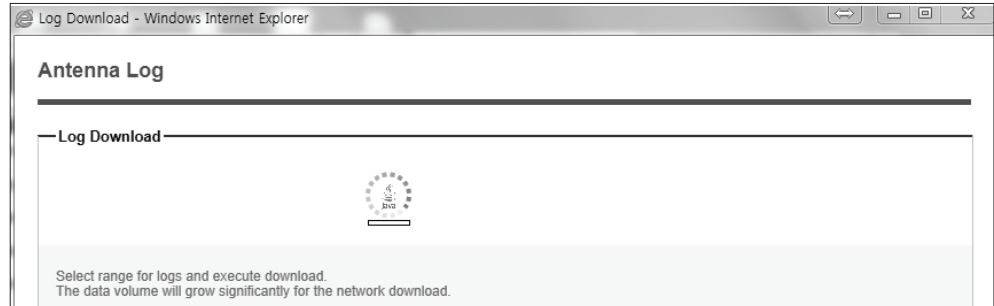 Log Download - Windows Internet Explorer
Antenna Log
Log Download
Java
Select range for logs and execute download.
The data volume will grow significantly for the network download.